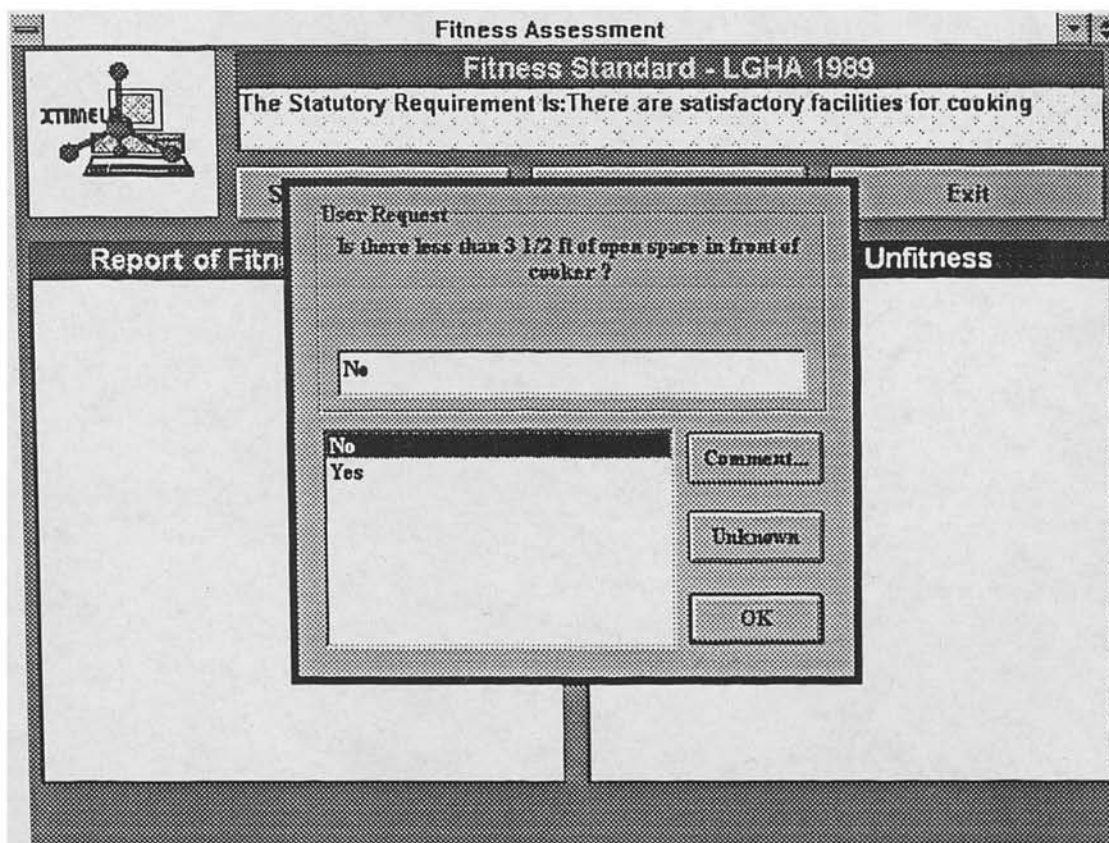 Fitness Assessment
Fitness Standard - LGHA 1989
The Statutory Requirement Is:There are satisfactory facilities for cooking
XTIMEL
Exit
User Request
Is there less than 3 1/2 ft of open space in front of
cooker ?
Report of
Unfitness
No
No
Yes
Comment...
Unknown
OK